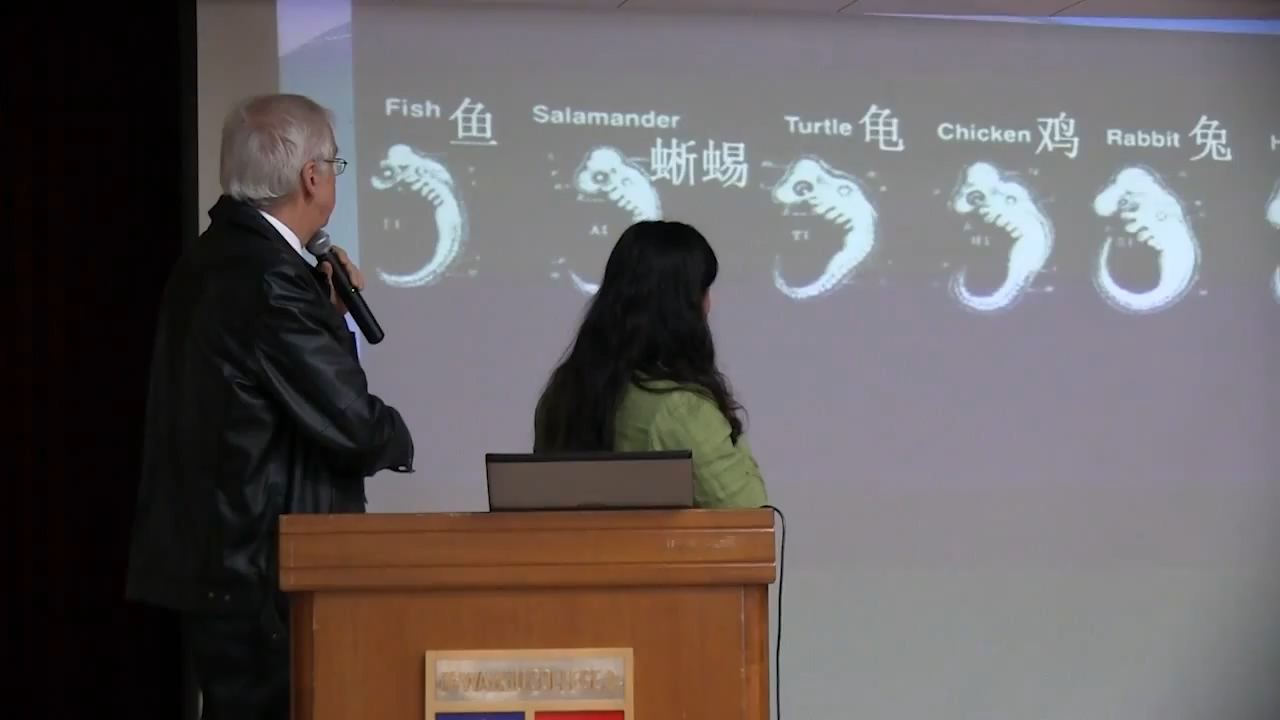 Fish 鱼
Salamander
蜥蜴
Turtle 龟
Chicken 鸡
Rabbit 兔
H